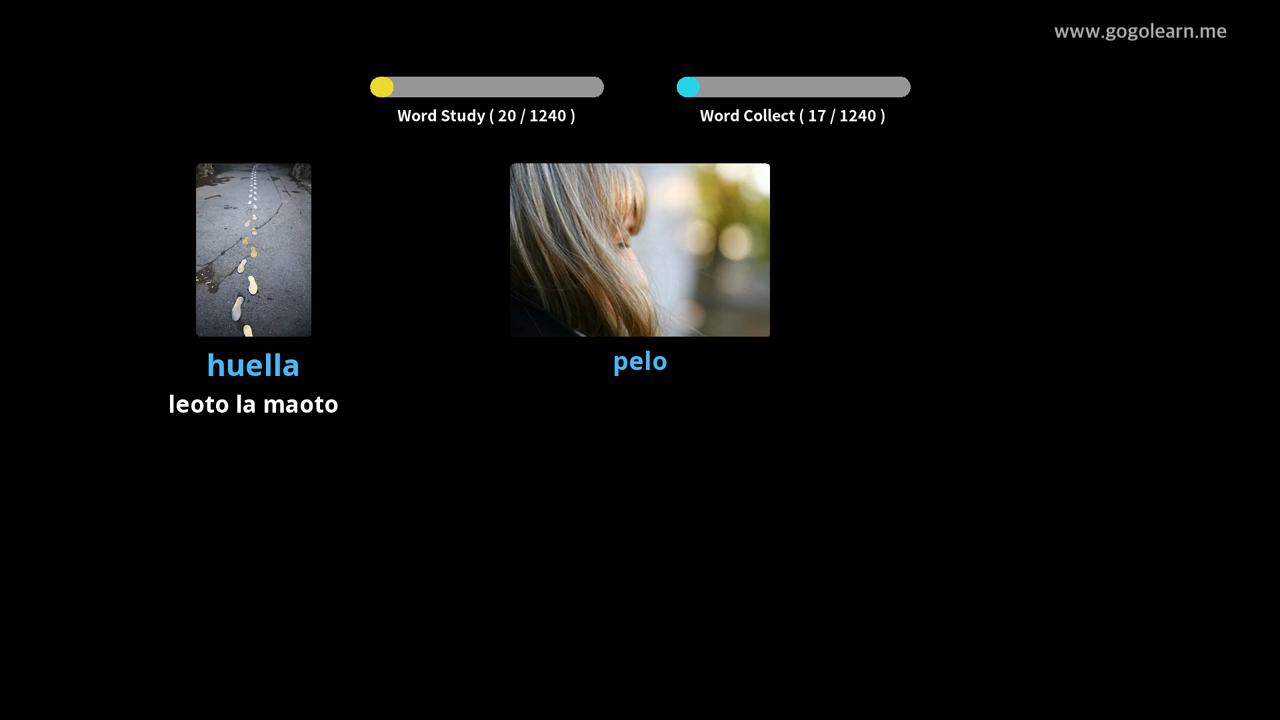 www.gogolearn.me
Word Study ( 20 / 1240 )
Word Collect ( 17 / 1240 )
huella
leoto la maoto
pelo